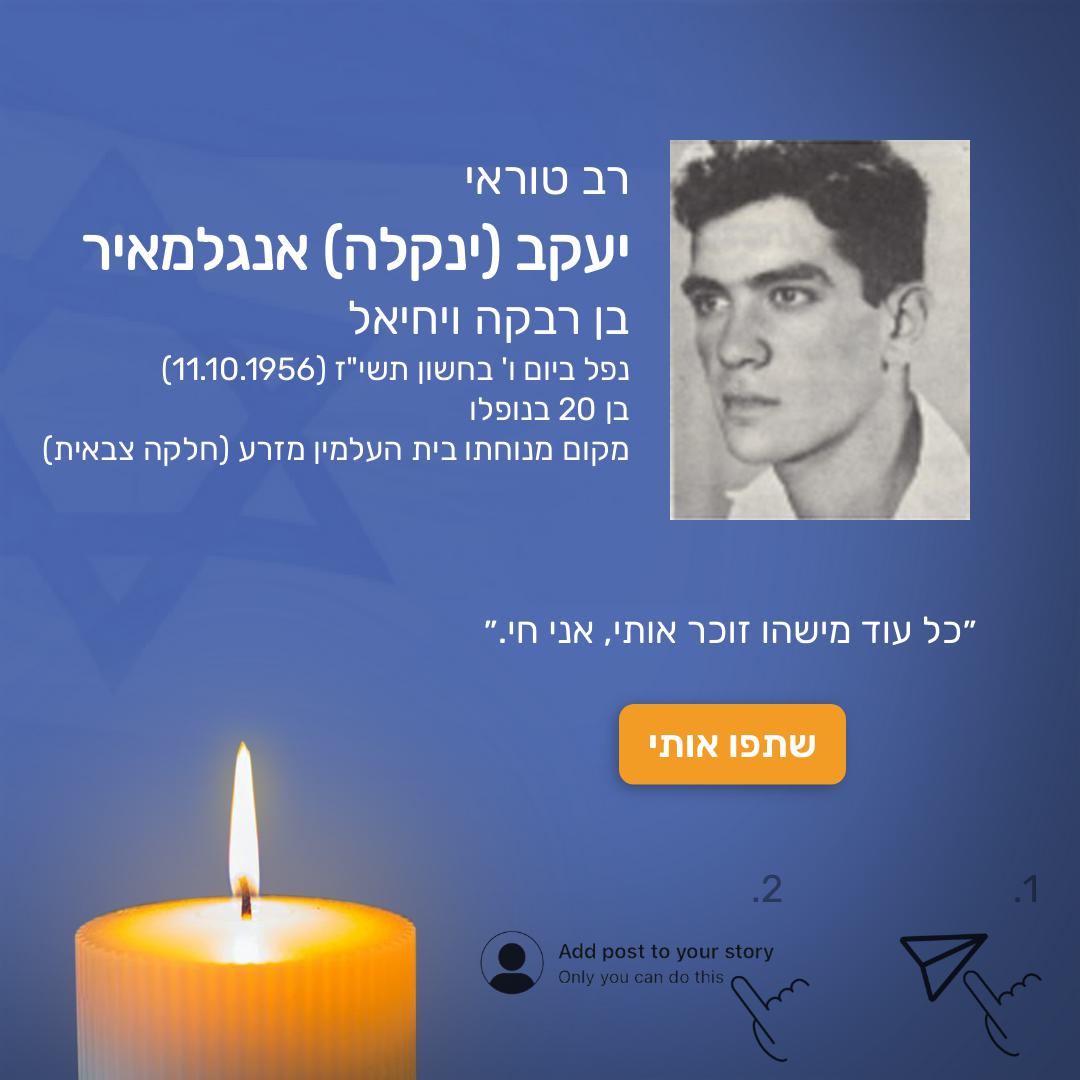 רב טוראי
יעקב (ינקלה) אנגלמאיר
בן רבקה ויחיאל
נפל ביום ו' בחשון תשי"ז (11.10.1956)
בן 20 בנופלו
מקום מנוחתו בית העלמין מזרע (חלקה צבאית)
״כל עוד מישהו זוכר אותי, אני חי.״
שתפו אותי
1.
2.
Add post to your story
Only you can do this